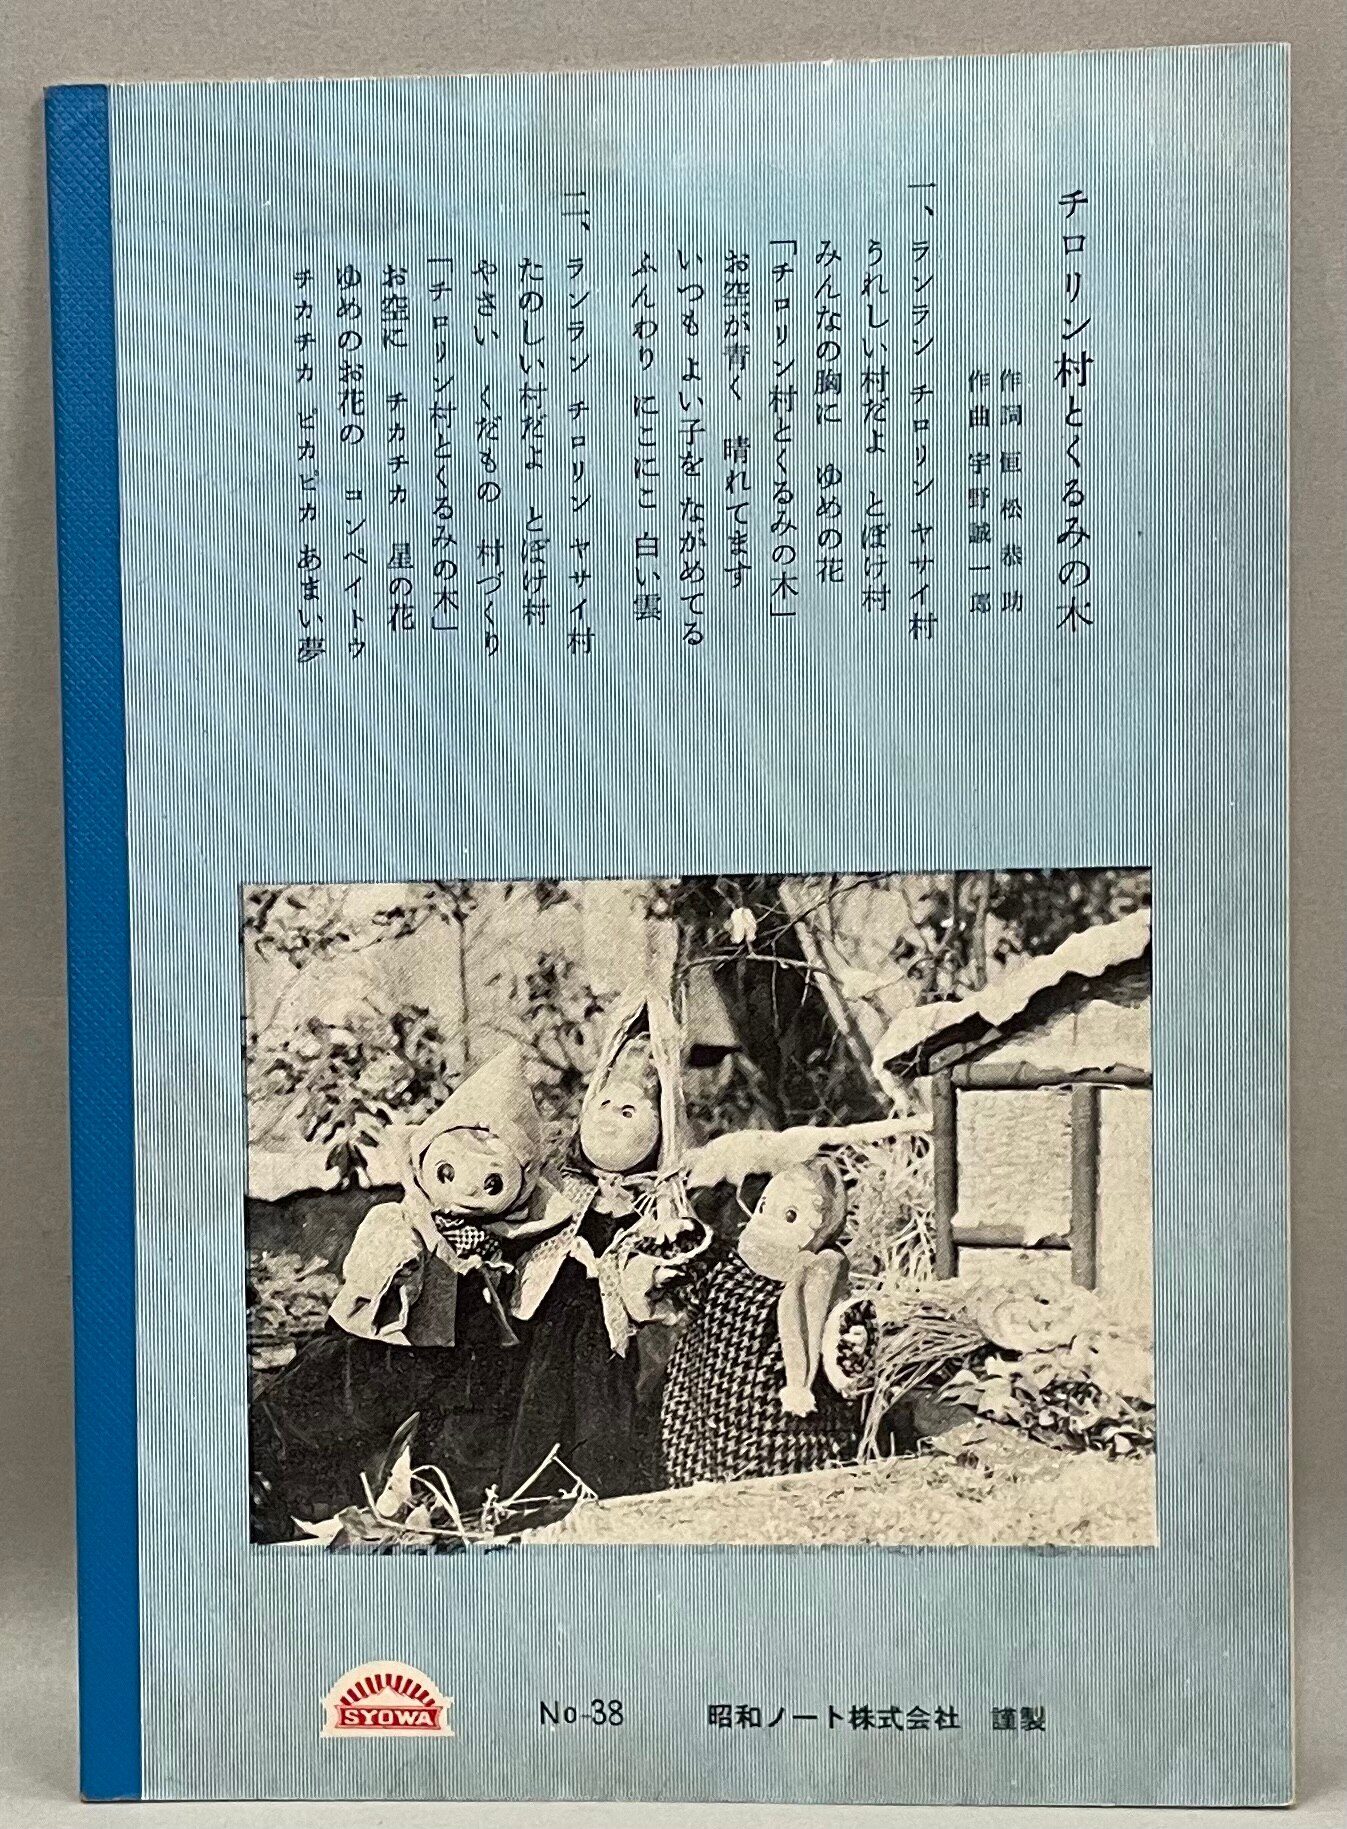 チロリン村とくるみの木
作詞 恒松恭助
作曲 宇野誠一郎
一、ランラン チロリン ヤサイ村
うれしい村だよ とぼけ村
みんなの胸に ゆめの花
「チロリン村とくるみの木」
お空が青く 晴れてます
いつも よい子を ながめてる
ふんわり にこにこ 白い雲
二、ランラン チロリン ヤサイ村
たのしい村だよ とぼけ村
やさい くだもの 村づくり
「チロリン村とくるみの木」
お空に チカチカ 星の花
ゆめのお花の コンペイトウ
チカチカ ピカピカ あまい夢
SYOWA
No-38 昭和ノート株式会社 謹製